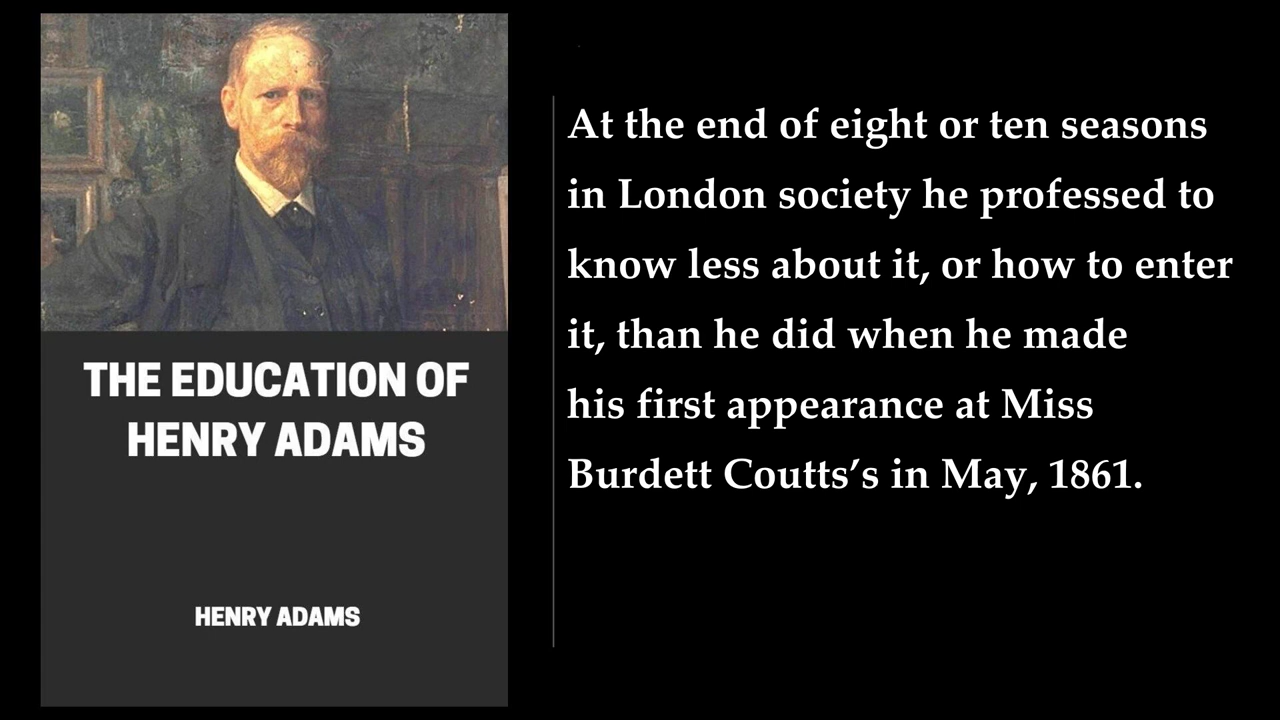 THE EDUCATION OF
HENRY ADAMS
HENRY ADAMS
At the end of eight or ten seasons
in London society he professed to
know less about it, or how to enter
it, than he did when he made
his first appearance at Miss
Burdett Coutts’s in May, 1861.